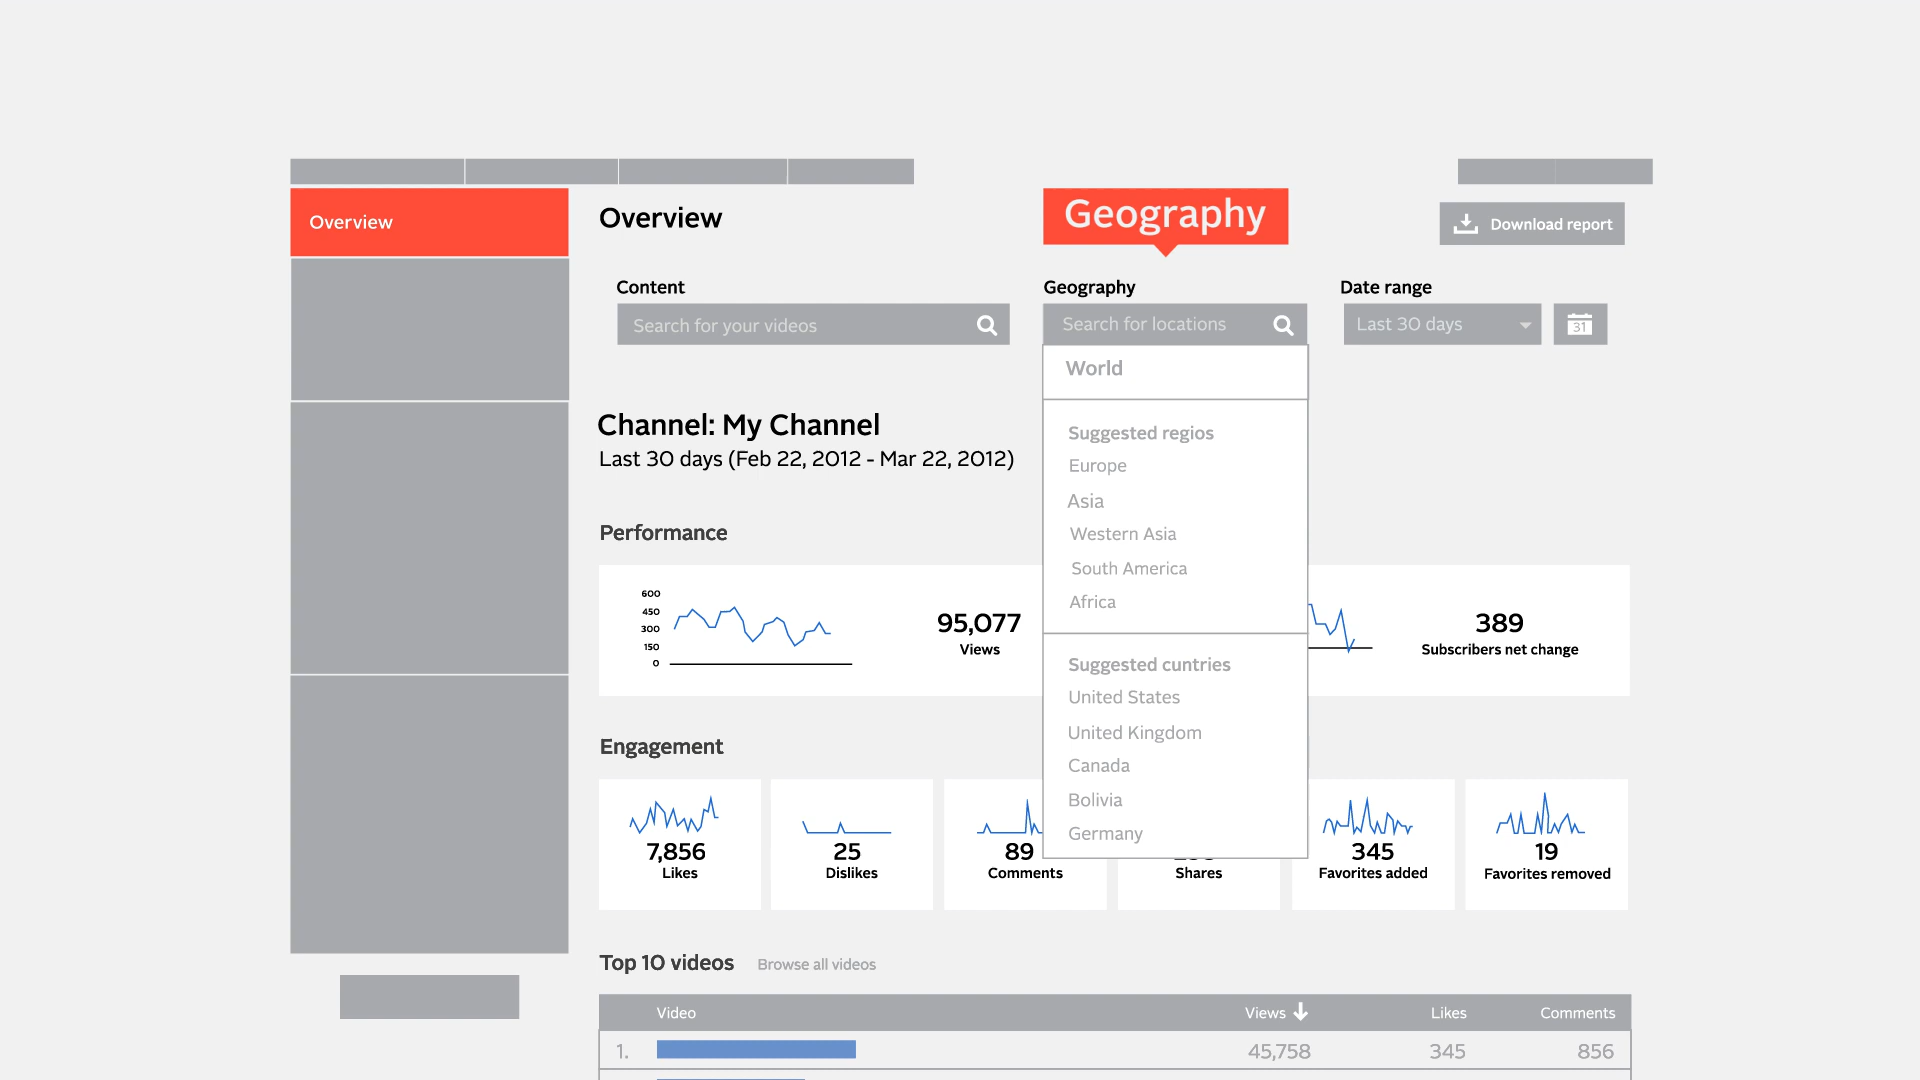 Overview
Overview
Geography
Download report
Content
Geography
Date range
Search for your videos
Search for locations
Last 30 days
31
World
Channel: My Channel
Last 30 days (Feb 22, 2012 - Mar 22, 2012)
Suggested regios
Europe
Asia
Western Asia
South America
Africa
Performance
600
450
300
150
0
95,077
Views
389
Subscribers net change
Suggested cuntries
United States
United Kingdom
Canada
Bolivia
Germany
Engagement
7,856
Likes
25
Dislikes
89
Comments
Shares
345
Favorites added
19
Favorites removed
Top 10 videos Browse all videos
Video Views Likes Comments
1. 45,758 345 856